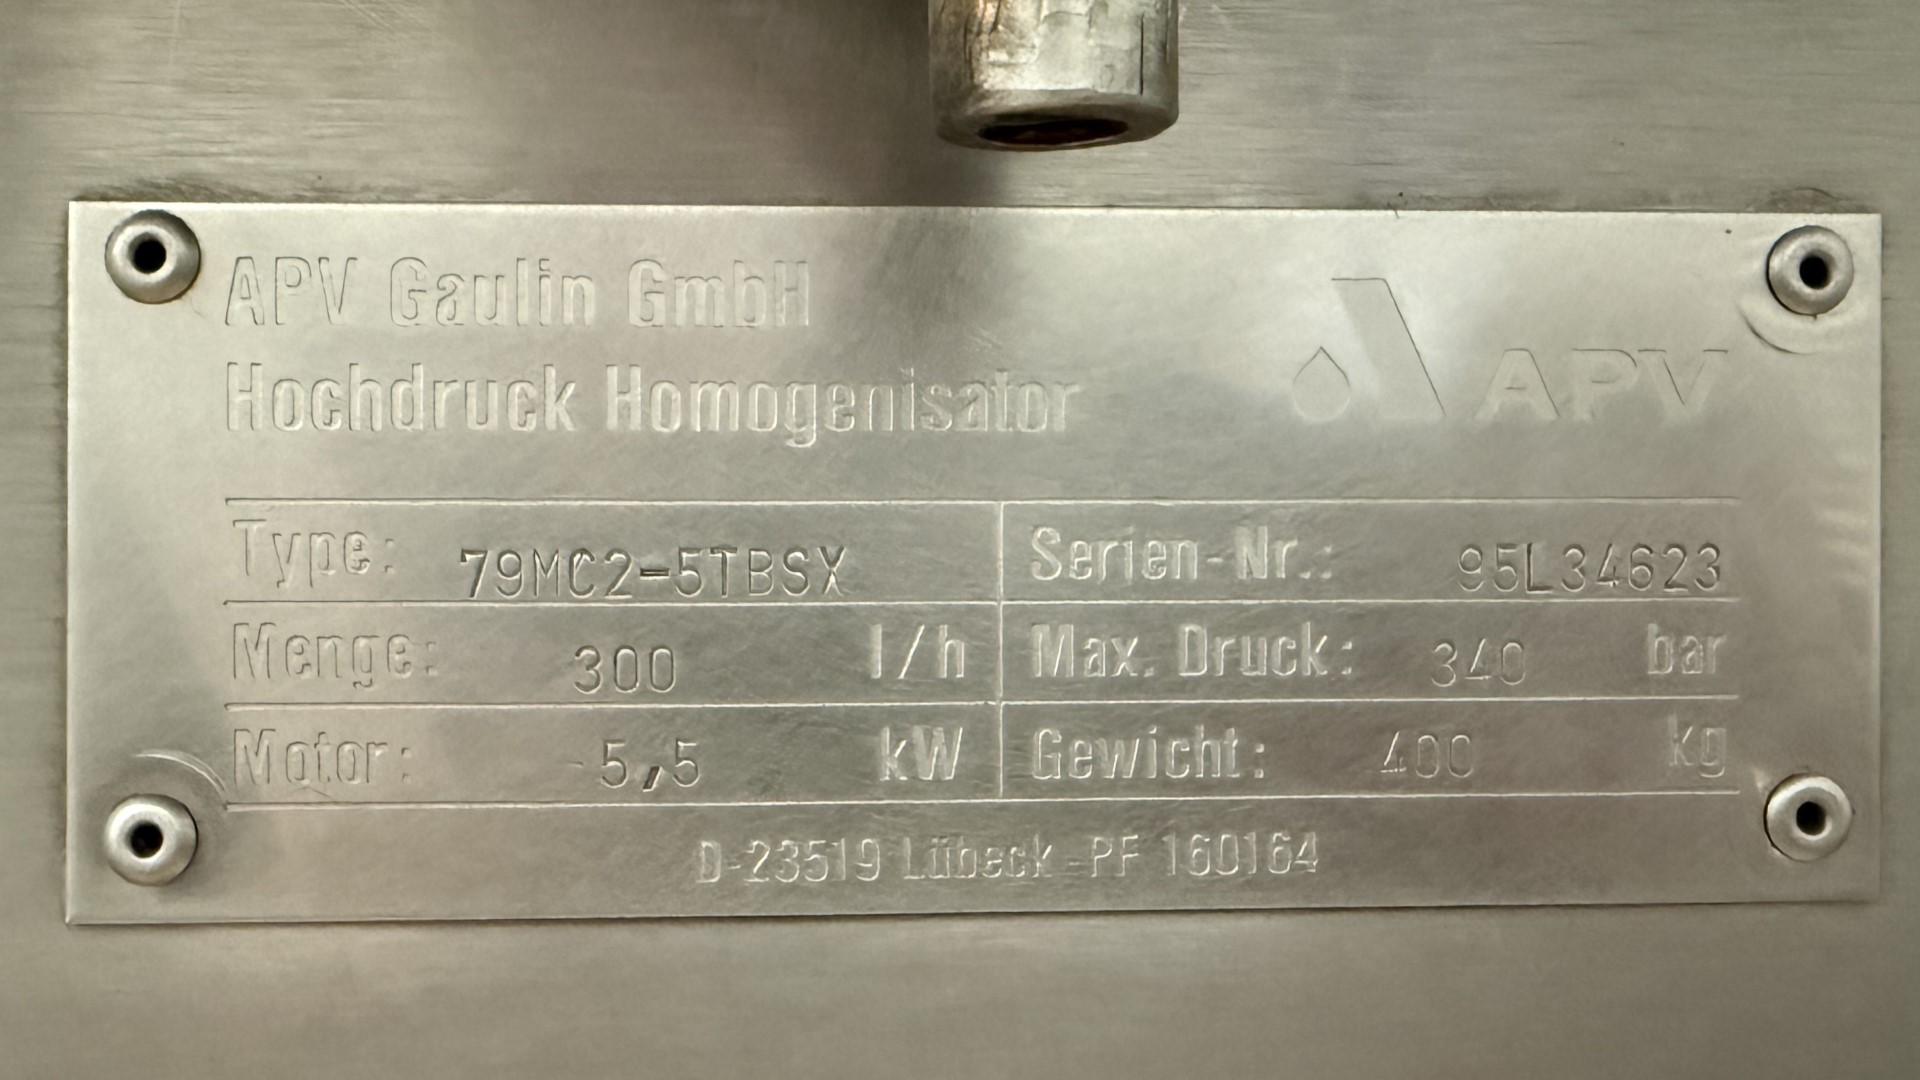 APV Gaulin GmbH
Hochdruck Homogenisator
APV
Type: 79MC2-5TBSX Serien-Nr.: 95L34623
Menge: 300 l/h Max. Druck: 340 bar
Motor: 5,5 kW Gewicht: 400 kg
D-23519 Lübeck-PF 160164